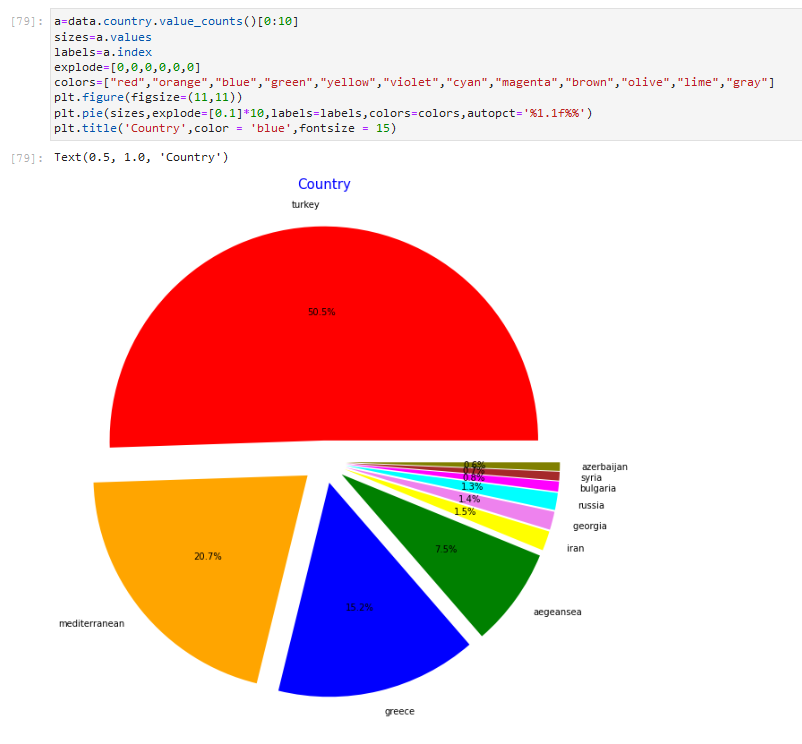 [79]: a=data.country.value_counts()[0:10]
sizes=a.values
labels=a.index
explode=[0,0,0,0,0,0]
colors=["red","orange","blue","green","yellow","violet","cyan","magenta","brown","olive","lime","gray"]
plt.figure(figsize=(11,11))
plt.pie(sizes,explode=[0.1]*10,labels=labels,colors=colors,autopct='%1.1f%%')
plt.title('Country',color = 'blue',fontsize = 15)
[79]: Text(0.5, 1.0, 'Country')
Country
turkey
50.5%
0.6%
azerbaijan
syria
0.8%
bulgaria
1.3%
russia
1.4%
georgia
1.5%
iran
7.5%
20.7%
15.2%
aegeansea
mediterranean
greece